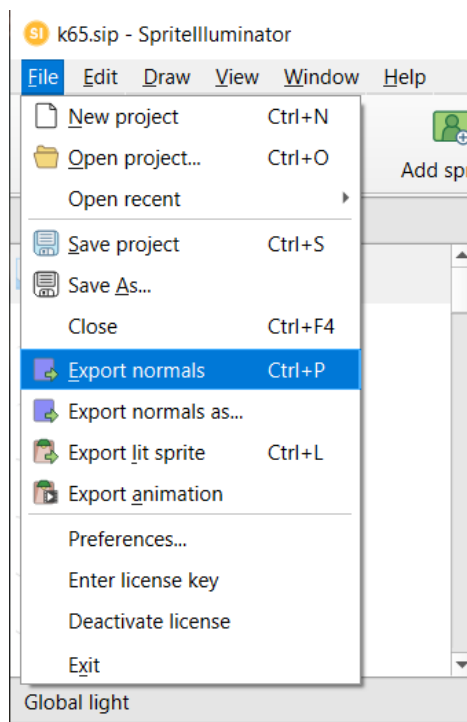 SI k65.sip - SpriteIlluminator
File Edit Draw View Window Help
New project Ctrl+N
Open project... Ctrl+O
Add spr
Open recent
Save project Ctrl+S
Save As...
Close Ctrl+F4
Export normals Ctrl+P
Export normals as...
Export lit sprite Ctrl+L
Export animation
Preferences...
Enter license key
Deactivate license
Exit
Global light